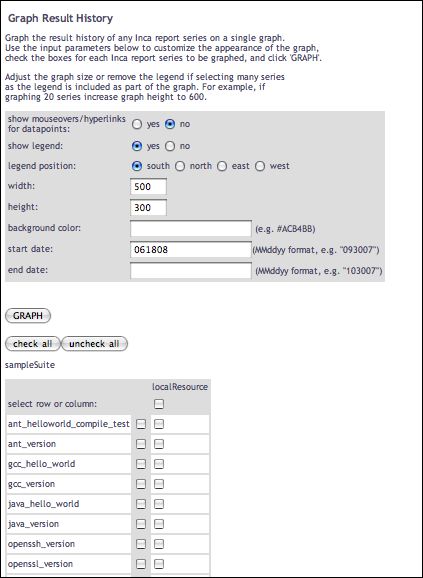 Graph Result History
Graph the result history of any Inca report series on a single graph.
Use the input parameters below to customize the appearance of the graph,
check the boxes for each Inca report series to be graphed, and click 'GRAPH'.
Adjust the graph size or remove the legend if selecting many series
as the legend is included as part of the graph. For example, if
graphing 20 series increase graph height to 600.
show mouseovers/hyperlinks
for datapoints: yes no
show legend: yes no
legend position: south north east west
width: 500
height: 300
background color: (e.g. #ACB4BB)
start date: 061808 (MMddyy format, e.g. "093007")
end date: (MMddyy format, e.g. "103007")
GRAPH
check all uncheck all
sampleSuite
localResource
select row or column:
ant_helloworld_compile_test
ant_version
gcc_hello_world
gcc_version
java_hello_world
java_version
openssh_version
openssl_version